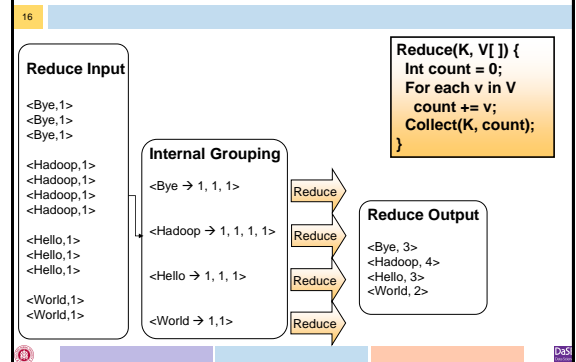 16
Reduce Input
<Bye,1>
<Bye,1>
<Bye,1>
<Hadoop,1>
<Hadoop,1>
<Hadoop,1>
<Hadoop,1>
<Hello,1>
<Hello,1>
<Hello,1>
<World,1>
<World,1>
Internal Grouping
<Bye → 1, 1, 1>
<Hadoop → 1, 1, 1, 1>
<Hello → 1, 1, 1>
<World → 1,1>
Reduce
Reduce
Reduce
Reduce
Reduce(K, V[ ]) {
Int count = 0;
For each v in V
count += v;
Collect(K, count);
}
Reduce Output
<Bye, 3>
<Hadoop, 4>
<Hello, 3>
<World, 2>